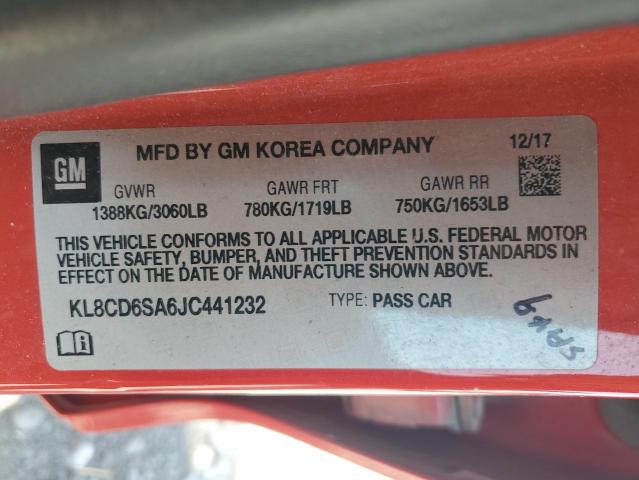 GM
MFD BY GM KOREA COMPANY
12/17
GVWR GAWR FRT GAWR RR
1388KG/3060LB 780KG/1719LB 750KG/1653LB
THIS VEHICLE CONFORMS TO ALL APPLICABLE U.S. FEDERAL MOTOR
VEHICLE SAFETY, BUMPER, AND THEFT PREVENTION STANDARDS IN
EFFECT ON THE DATE OF MANUFACTURE SHOWN ABOVE.
KL8CD6SA6JC441232 TYPE: PASS CAR